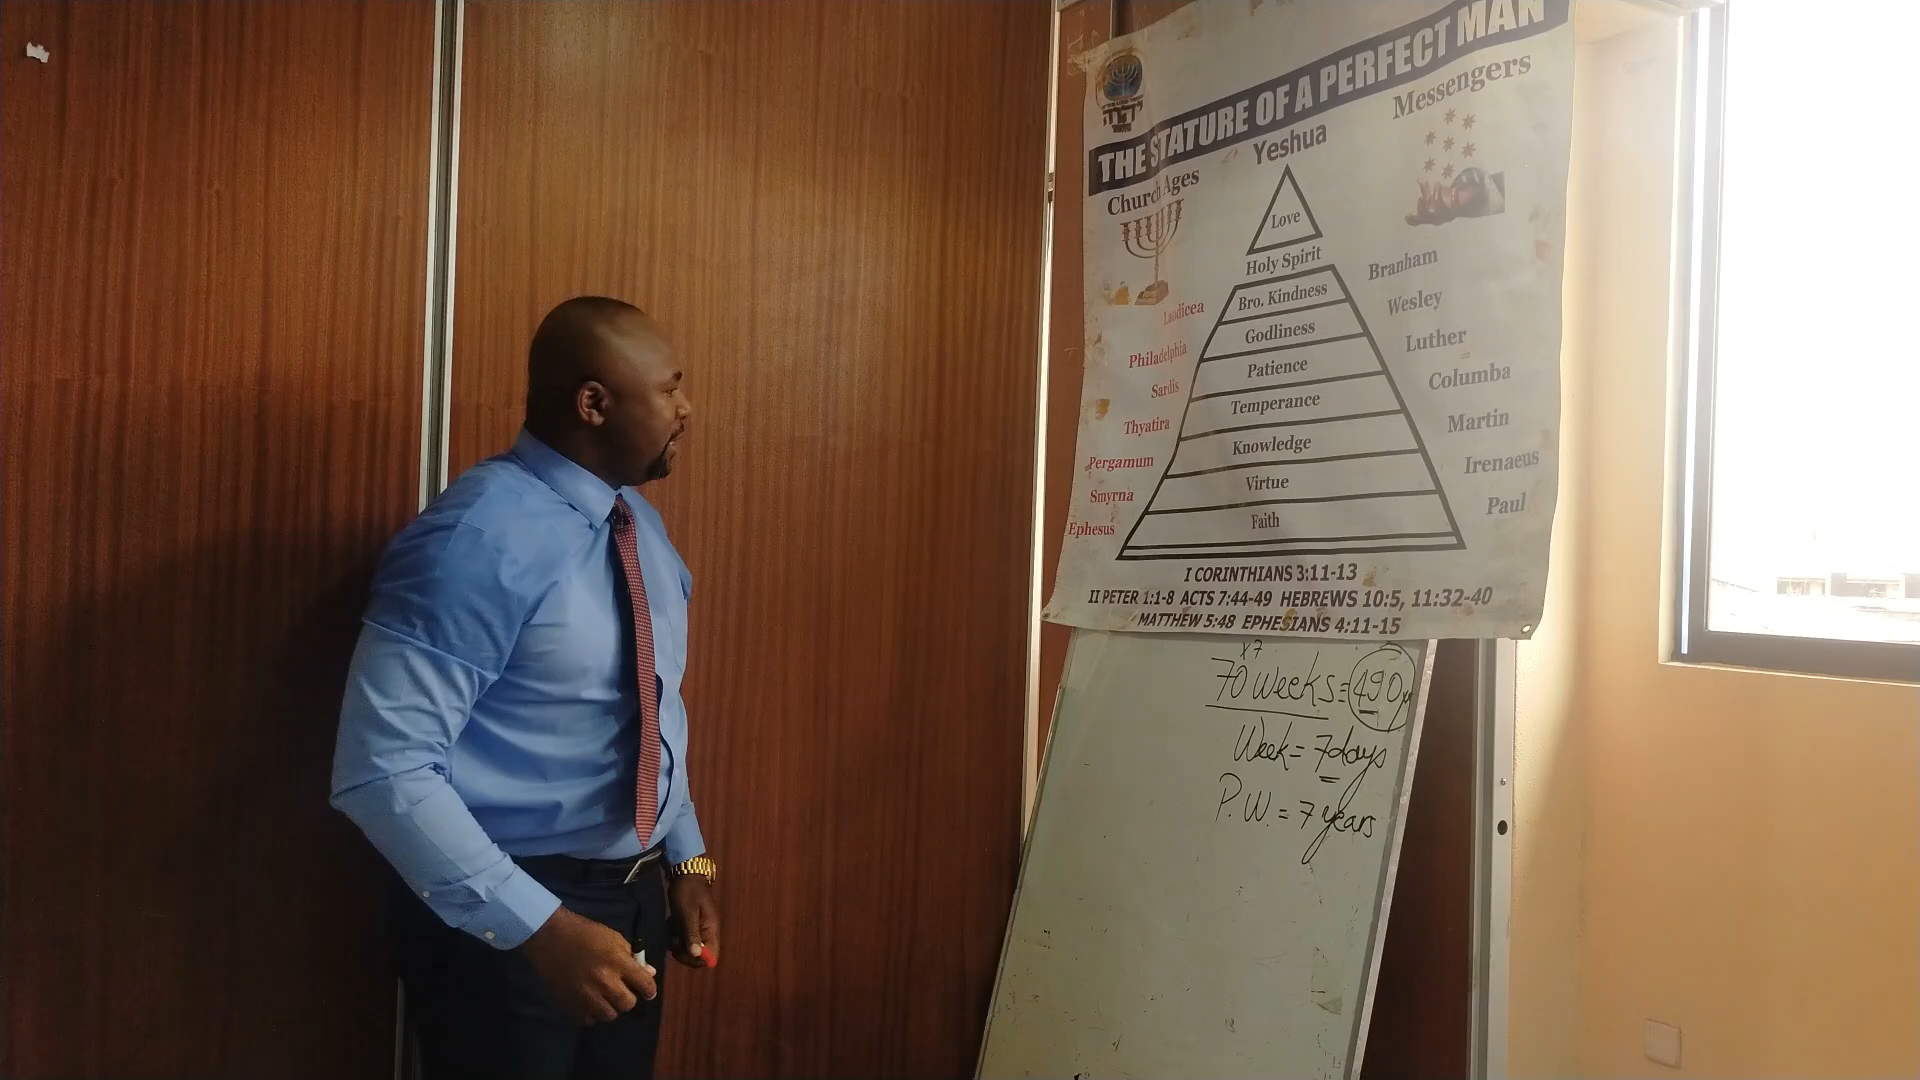 THE STATURE OF A PERFECT MAN
יהוה
Church Ages
Yeshua
Messengers
Love
Holy Spirit
Bro. Kindness
Godliness
Patience
Temperance
Knowledge
Virtue
Faith
Laodicea
Philadelphia
Sardis
Thyatira
Pergamum
Smyrna
Ephesus
Branham
Wesley
Luther
Columba
Martin
Irenaeus
Paul
I CORINTHIANS 3:11-13
II PETER 1:1-8 ACTS 7:44-49 HEBREWS 10:5, 11:32-40
MATTHEW 5:48 EPHESIANS 4:11-15
x7
70 weeks = 490
Week = 7days
P.W. = 7 years